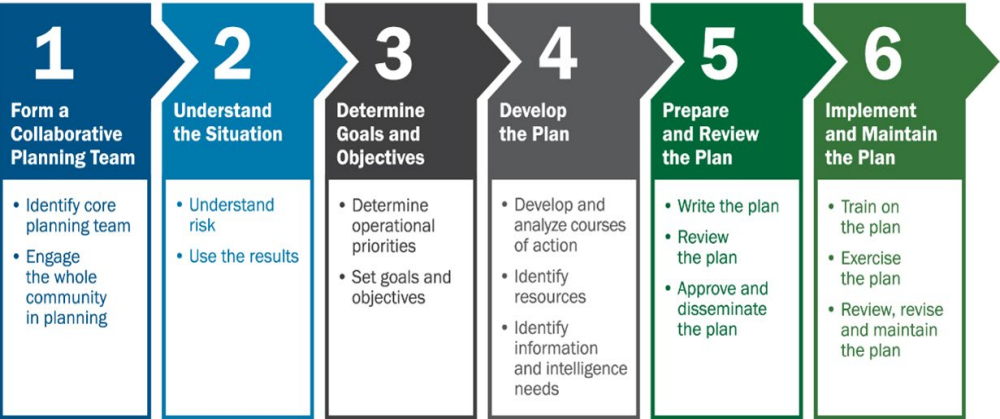 1
Form a
Collaborative
Planning Team
• Identify core
planning team
• Engage
the whole
community
in planning
2
Understand
the Situation
• Understand
risk
• Use the results
3
Determine
Goals and
Objectives
• Determine
operational
priorities
• Set goals and
objectives
4
Develop
the Plan
• Develop and
analyze courses
of action
• Identify
resources
• Identify
information
and intelligence
needs
5
Prepare
and Review
the Plan
• Write the plan
• Review
the plan
• Approve and
disseminate
the plan
6
Implement
and Maintain
the Plan
• Train on
the plan
• Exercise
the plan
• Review, revise
and maintain
the plan